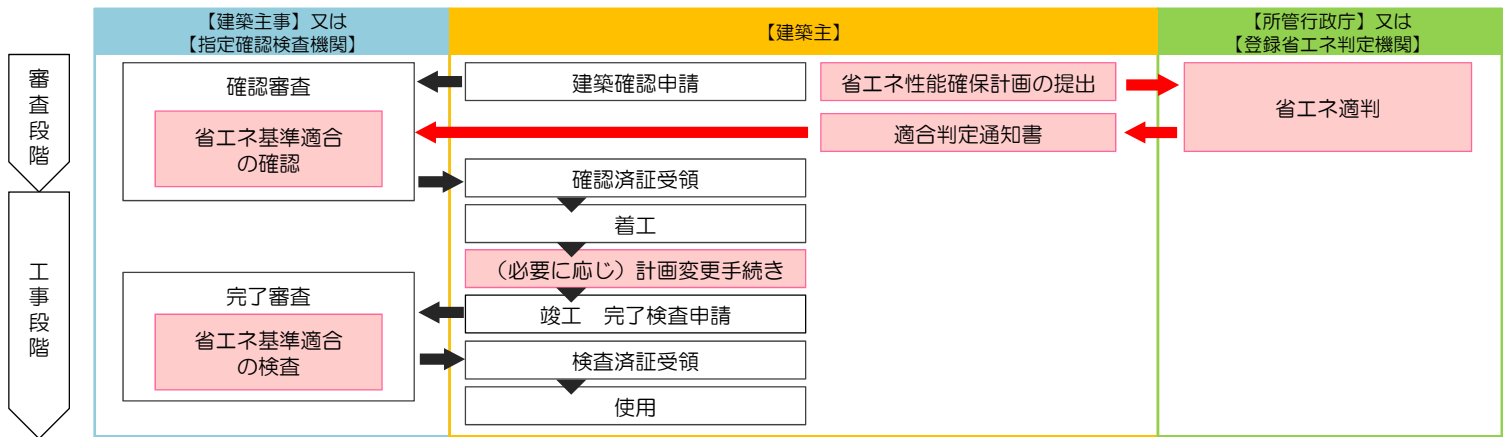 【建築主事】又は
【指定確認検査機関】
【建築主】
【所管行政庁】又は
【登録省エネ判定機関】
審査段階
確認審査
省エネ基準適合
の確認
建築確認申請
省エネ性能確保計画の提出
省エネ適判
適合判定通知書
確認済証受領
着工
工事段階
（必要に応じ）計画変更手続き
完了審査
省エネ基準適合
の検査
竣工　完了検査申請
検査済証受領
使用